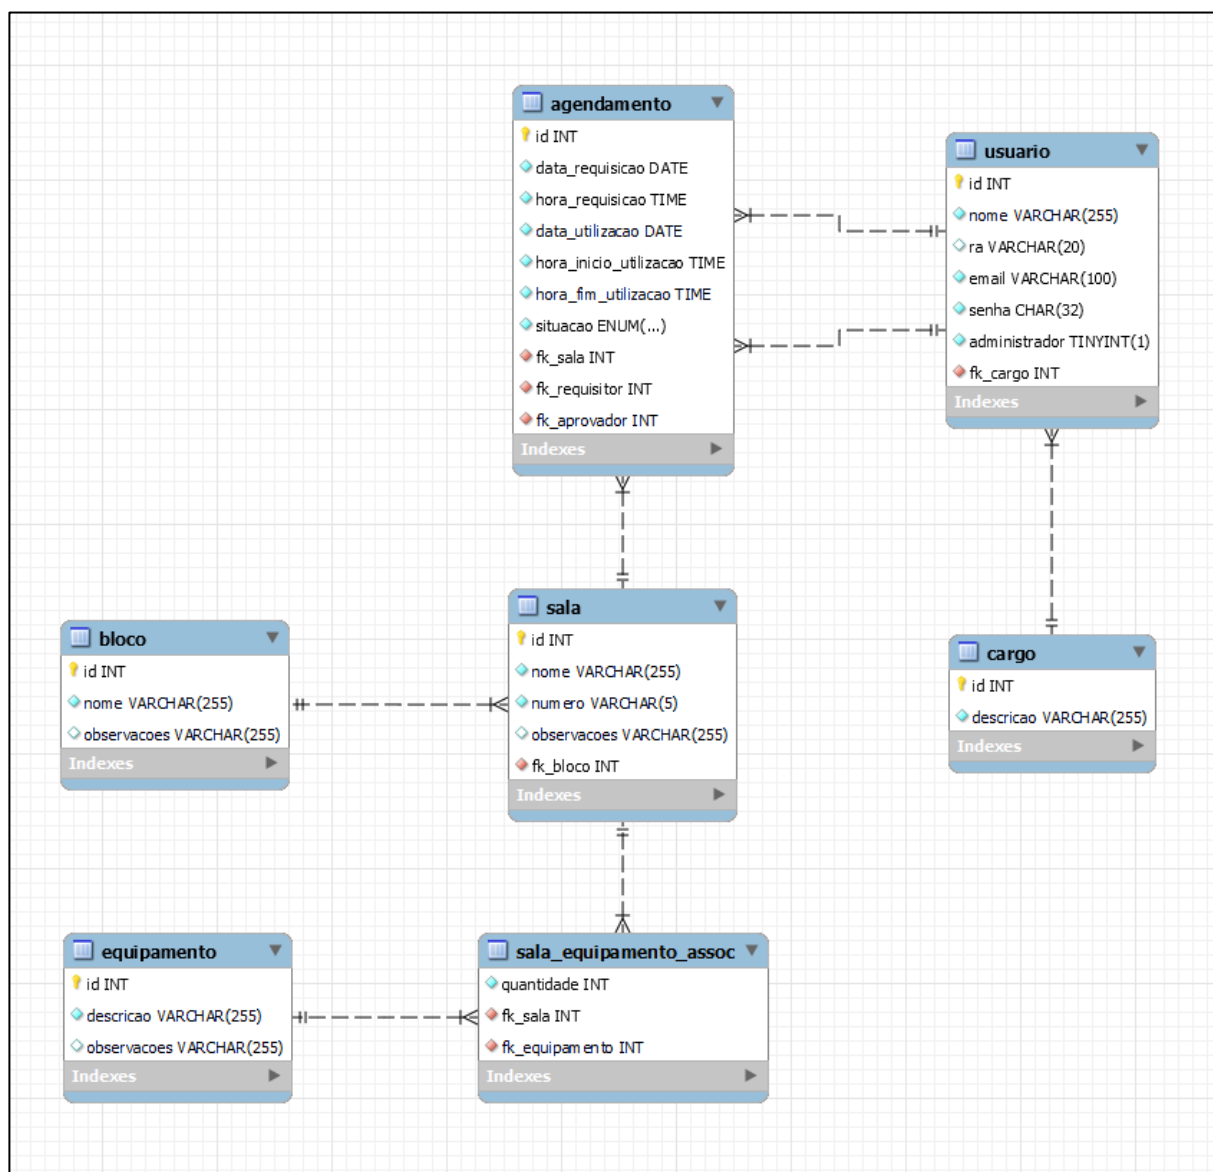 agendamento
id INT
data_requisicao DATE
hora_requisicao TIME
data_utilizacao DATE
hora_inicio_utilizacao TIME
hora_fim_utilizacao TIME
situacao ENUM(...)
fk_sala INT
fk_requisitor INT
fk_aprovador INT
Indexes
usuario
id INT
nome VARCHAR(255)
ra VARCHAR(20)
email VARCHAR(100)
senha CHAR(32)
administrador TINYINT(1)
fk_cargo INT
Indexes
bloco
id INT
nome VARCHAR(255)
observacoes VARCHAR(255)
Indexes
sala
id INT
nome VARCHAR(255)
numero VARCHAR(5)
observacoes VARCHAR(255)
fk_bloco INT
Indexes
cargo
id INT
descricao VARCHAR(255)
Indexes
equipamento
id INT
descricao VARCHAR(255)
observacoes VARCHAR(255)
Indexes
sala_equipamento_assoc
quantidade INT
fk_sala INT
fk_equipamento INT
Indexes